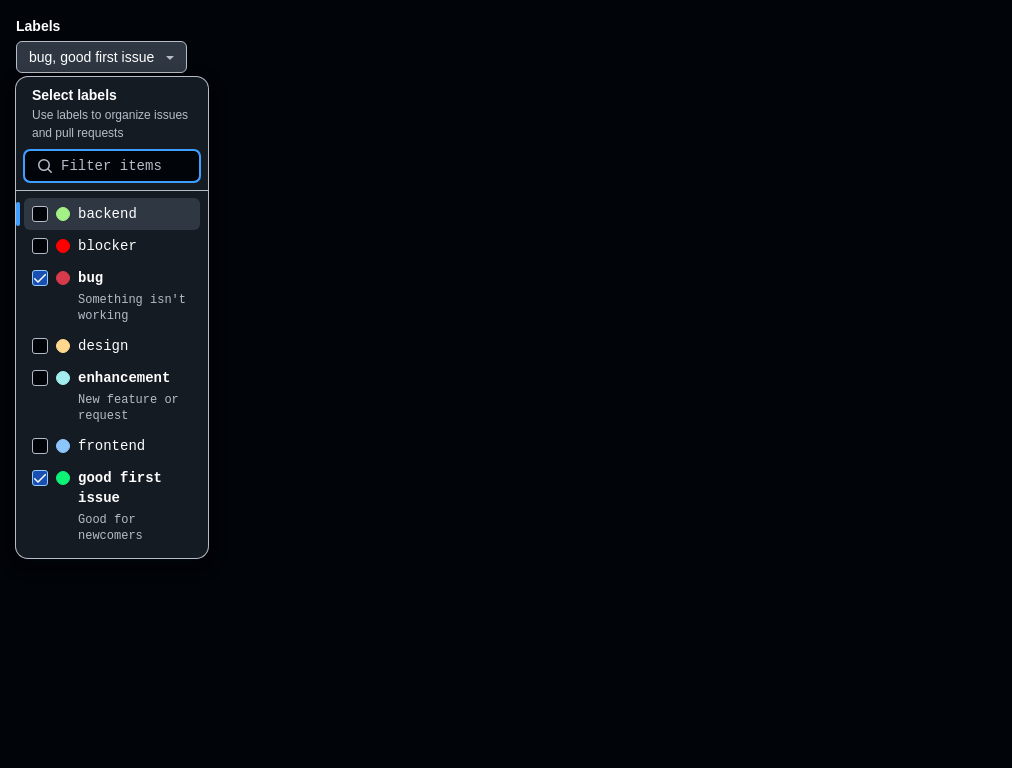 Labels
bug, good first issue
Select labels
Use labels to organize issues
and pull requests
Filter items
backend
blocker
bug
Something isn't
working
design
enhancement
New feature or
request
frontend
good first
issue
Good for
newcomers